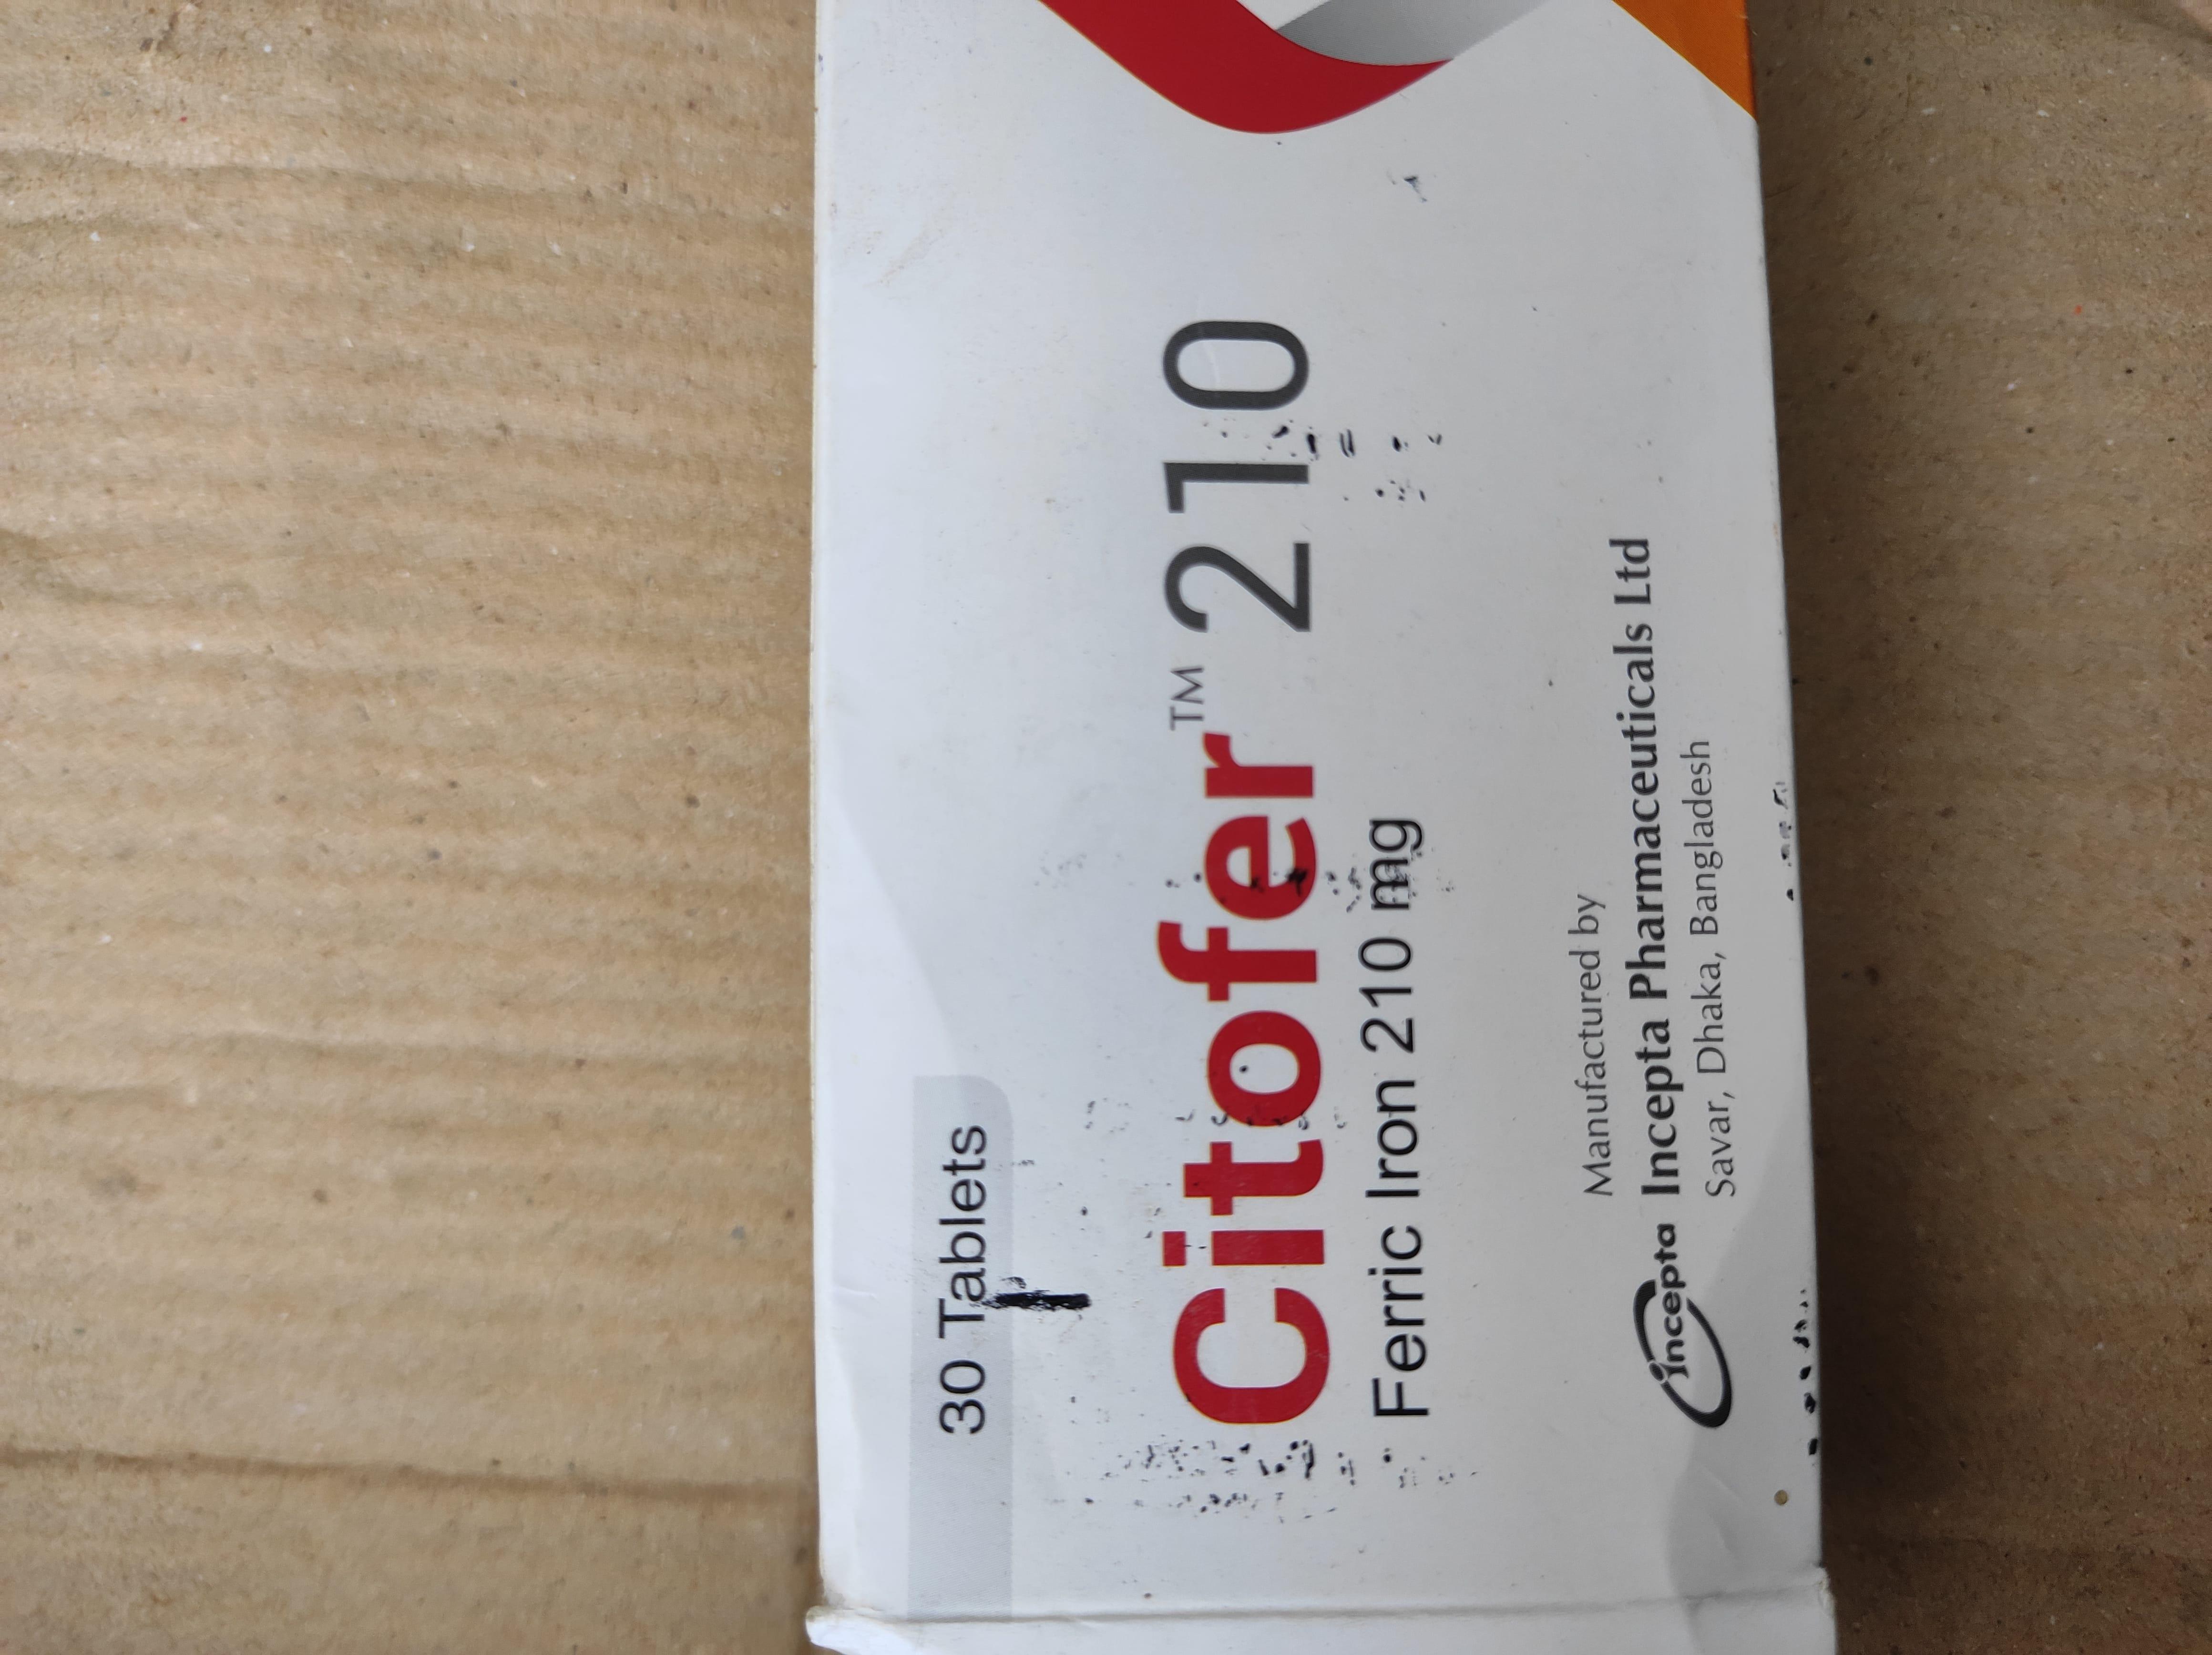 30 Tablets
Citofer™ 210
Ferric Iron 210 mg
Manufactured by
incepta
Incepta Pharmaceuticals Ltd
Savar, Dhaka, Bangladesh